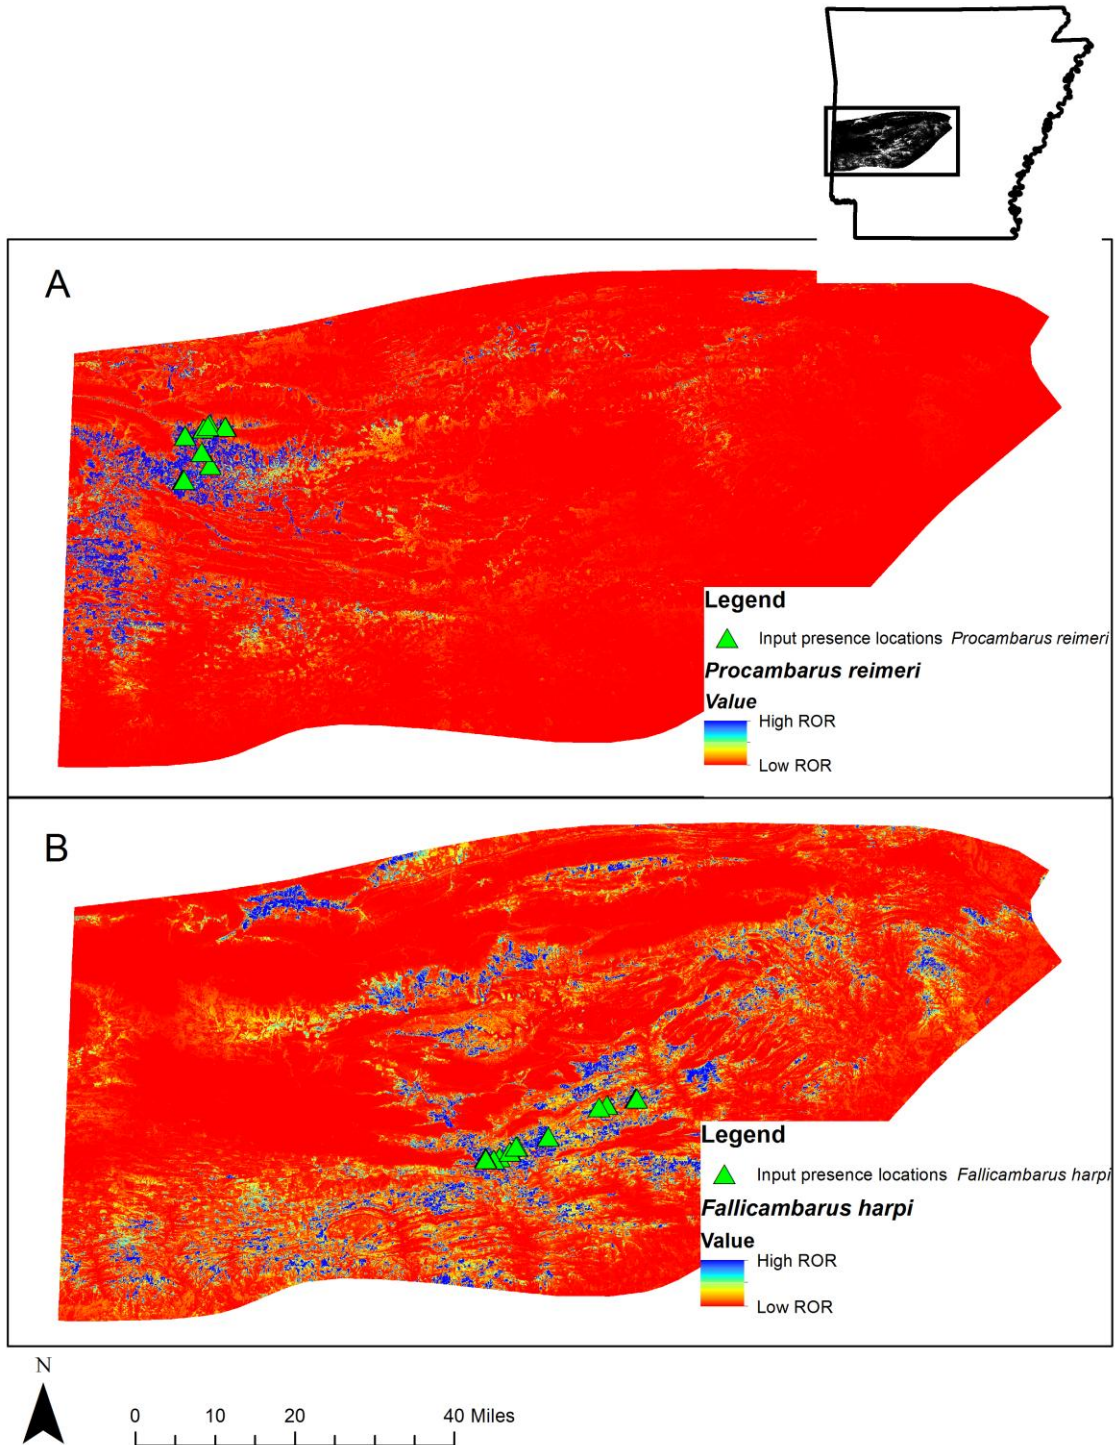 A
Legend
Input presence locations Procambarus reimeri
Procambarus reimeri
Value
High ROR
Low ROR
B
Legend
Input presence locations Fallicambarus harpi
Fallicambarus harpi
Value
High ROR
Low ROR
N
0 10 20 40 Miles